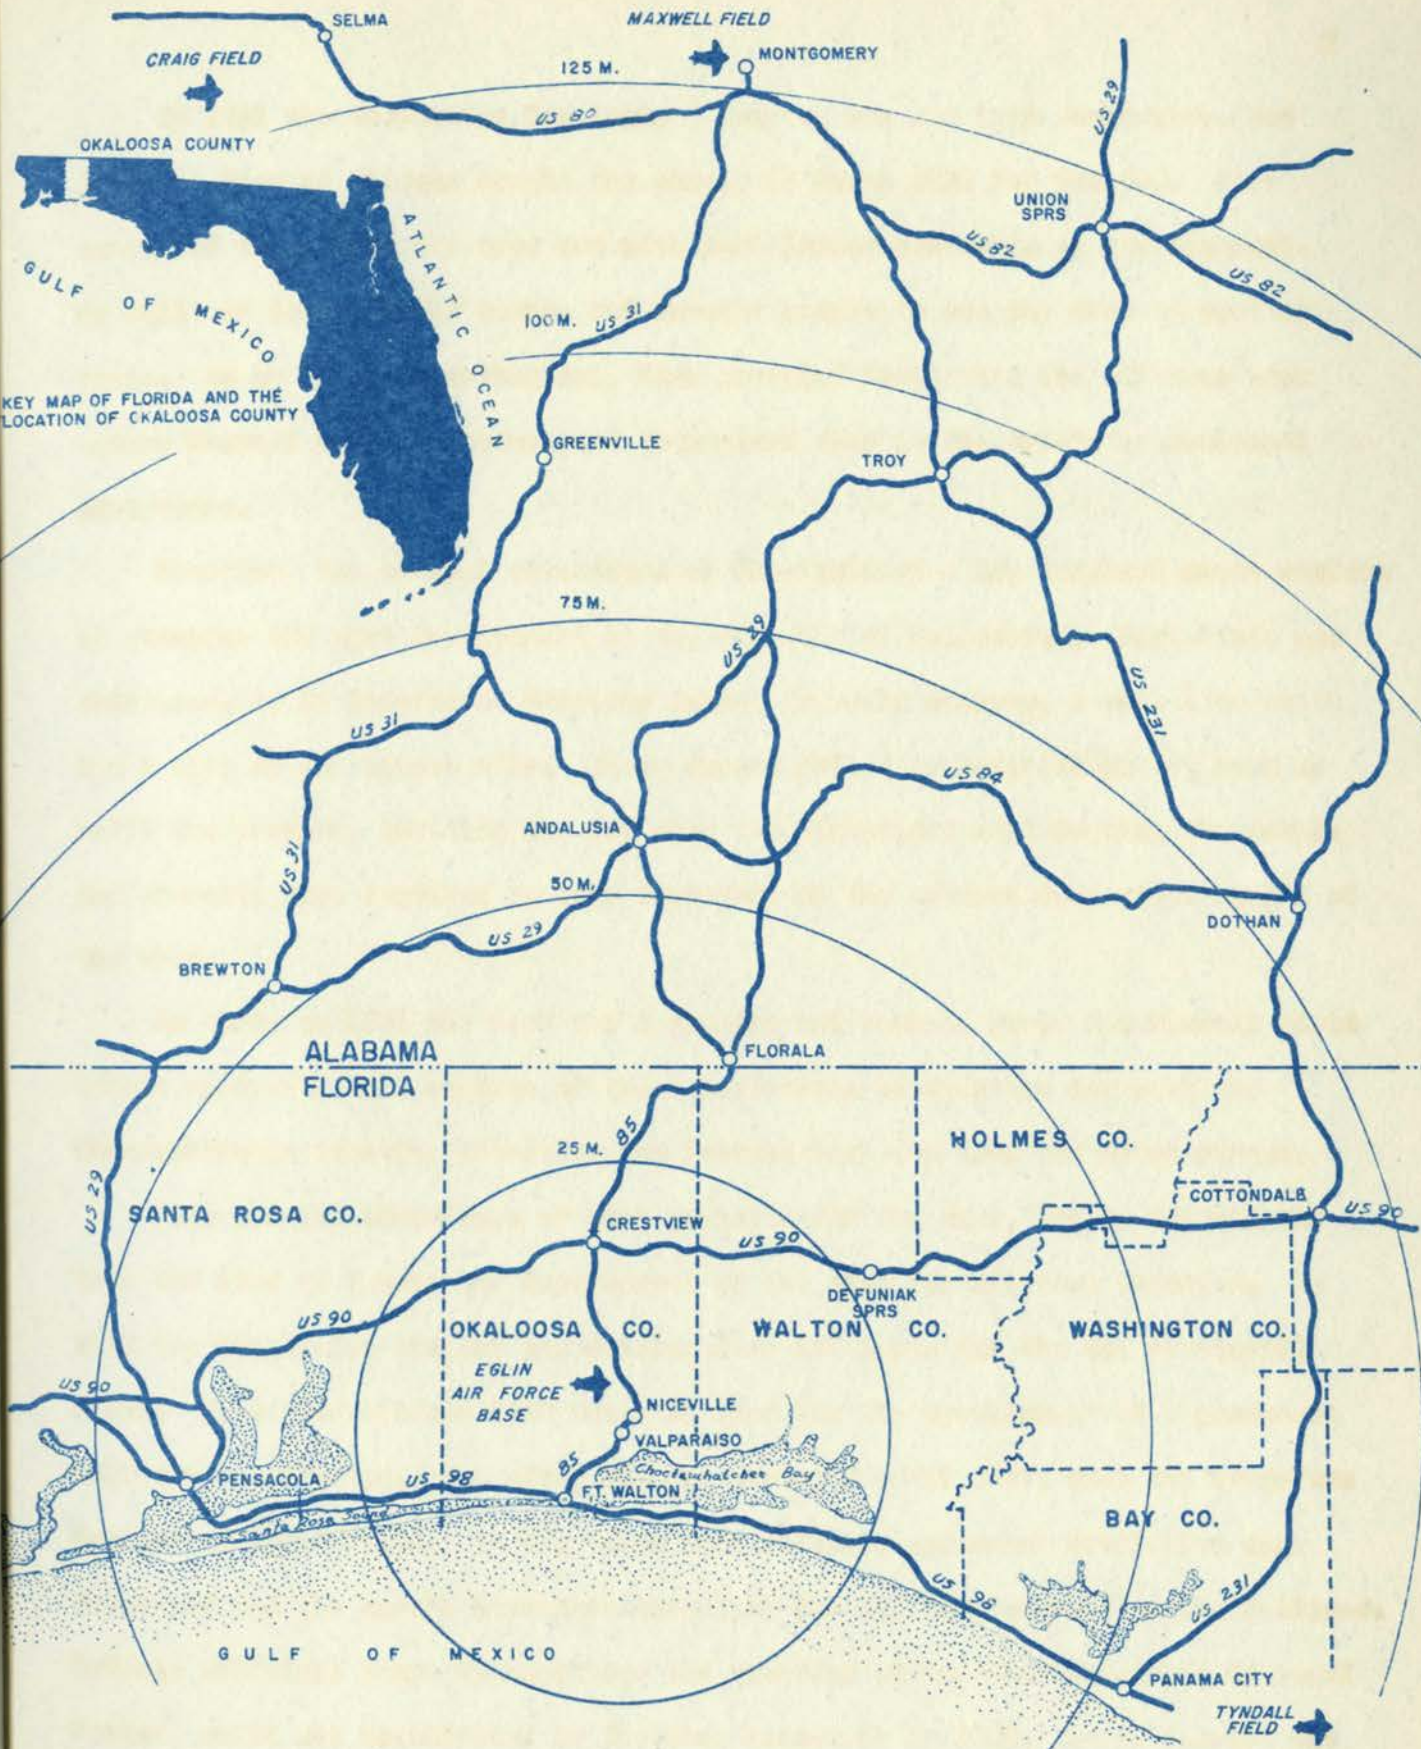 SELMA
MAXWELL FIELD
CRAIG FIELD
MONTGOMERY
125 M.
US 80
US 29
OKALOOSA COUNTY
ATLANTIC OCEAN
GULF OF MEXICO
UNION
SPRS
US 82
US 82
100 M.
US 31
KEY MAP OF FLORIDA AND THE
LOCATION OF OKALOOSA COUNTY
GREENVILLE
TROY
75 M.
US 29
US 231
US 31
US 84
ANDALUSIA
US 31
50 M.
US 29
DOTHAN
BREWTON
ALABAMA
FLORALA
FLORIDA
85
25 M.
HOLMES CO.
US 29
SANTA ROSA CO.
COTTONDALE
US 90
CRESTVIEW
US 90
DE FUNIAK
SPRS
US 90
OKALOOSA CO.
WALTON CO.
WASHINGTON CO.
EGLIN
AIR FORCE
BASE
US 90
NICEVILLE
VALPARAISO
PENSACOLA
US 98
85
Choctawhatchee Bay
FT. WALTON
Santa Rosa Sound
BAY CO.
US 98
US 231
GULF OF MEXICO
PANAMA CITY
TYNDALL
FIELD